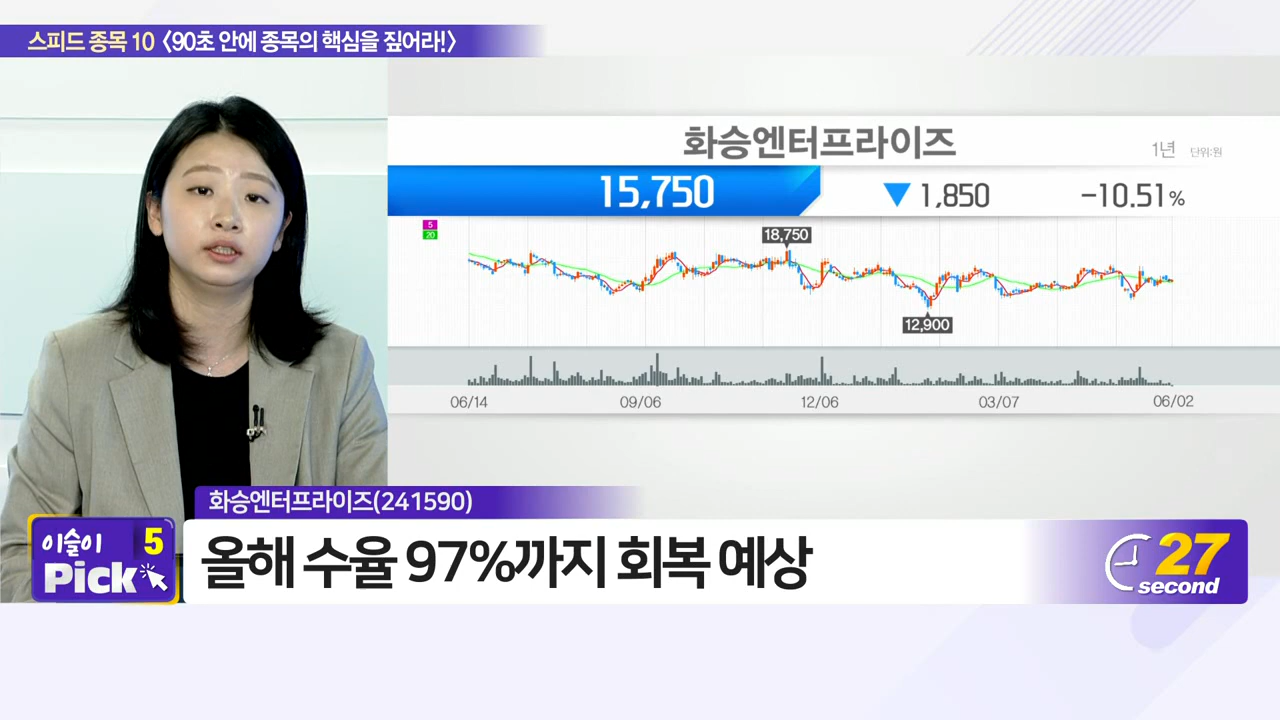 스피드 종목 10 〈90초 안에 종목의 핵심을 짚어라!〉
화승엔터프라이즈
1년 단위:원
15,750 ▼ 1,850 -10.51%
5
20
18,750
12,900
06/14 09/06 12/06 03/07 06/02
화승엔터프라이즈(241590)
이슬이 5
Pick
올해 수율 97%까지 회복 예상
27
second